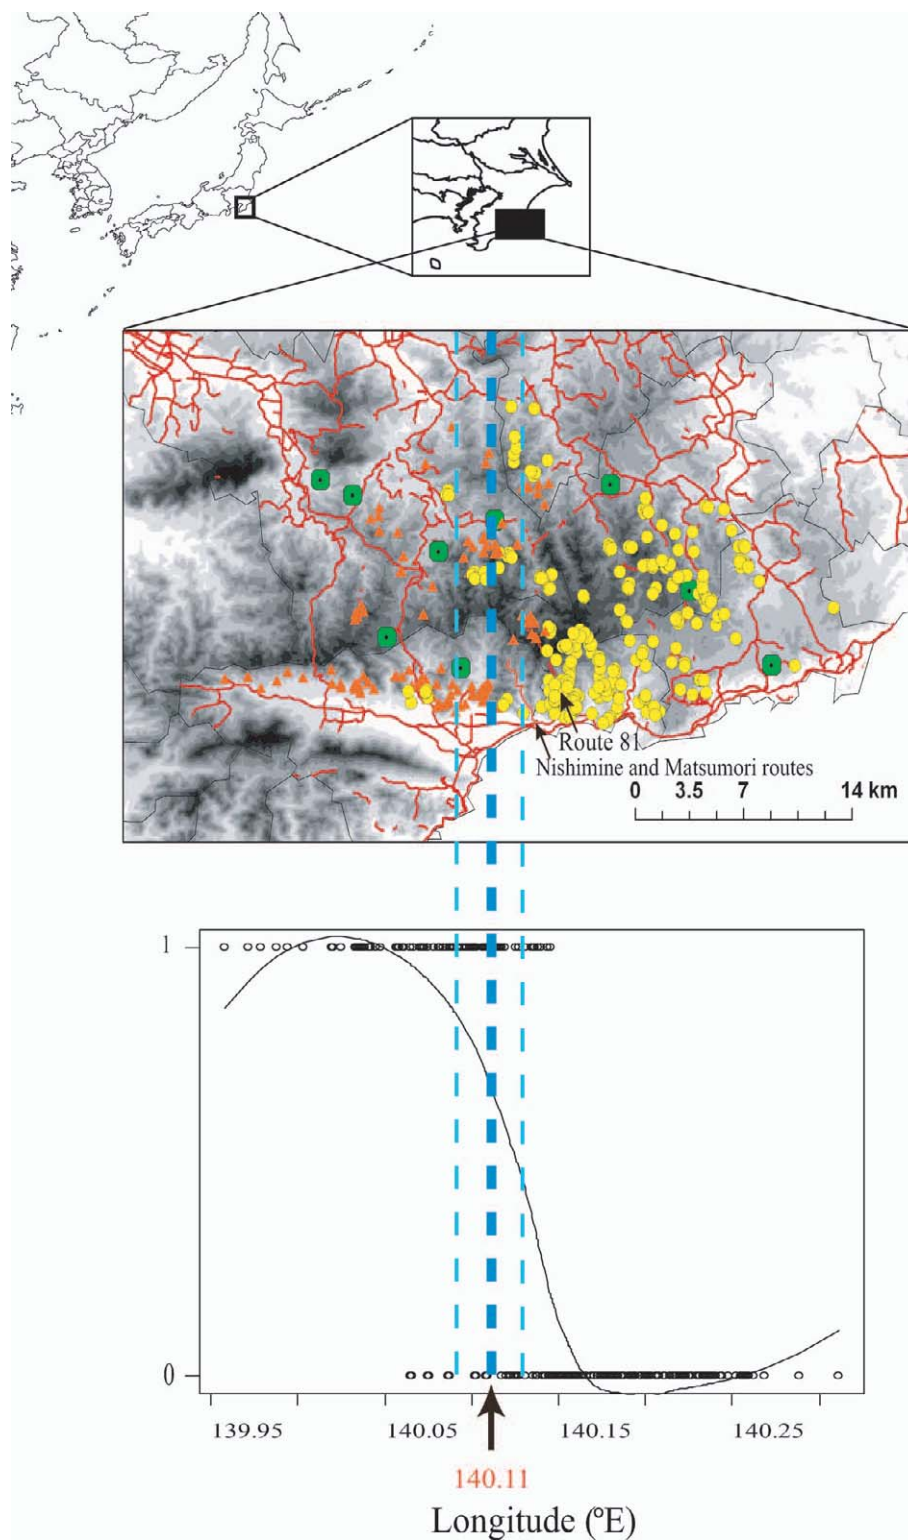 Route 81
Nishimine and Matsumori routes
0 3.5 7 14 km
1
0
139.95 140.05 140.15 140.25
140.11
Longitude (ºE)